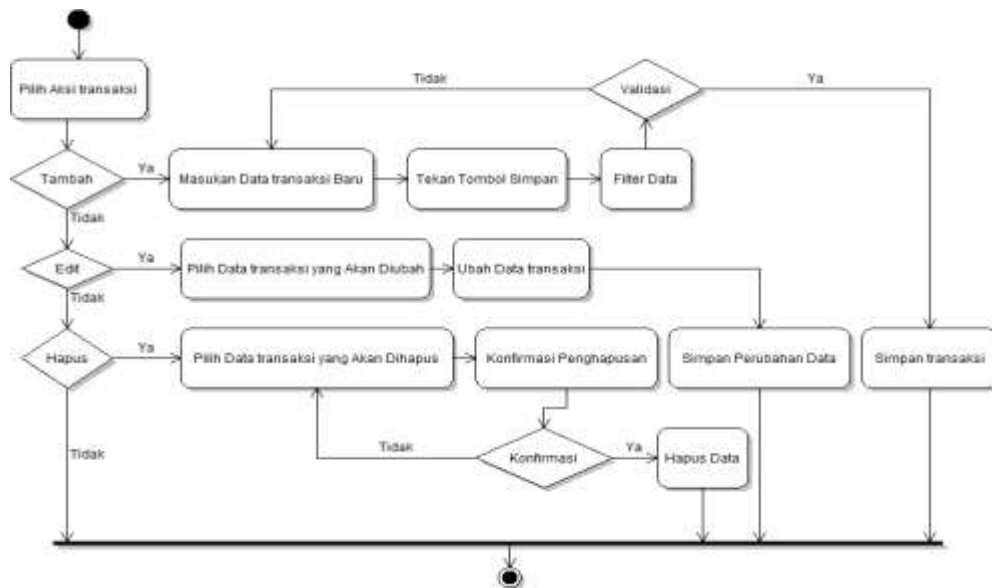 Pilih Aksi transaksi
Tidak
Validasi
Ya
Tambah
Ya
Masukan Data transaksi Baru
Tekan Tombol Simpan
Filter Data
Tidak
Edit
Ya
Pilih Data transaksi yang Akan Diubah
Ubah Data transaksi
Tidak
Hapus
Ya
Pilih Data transaksi yang Akan Dihapus
Konfirmasi Penghapusan
Simpan Perubahan Data
Simpan transaksi
Tidak
Tidak
Konfirmasi
Ya
Hapus Data